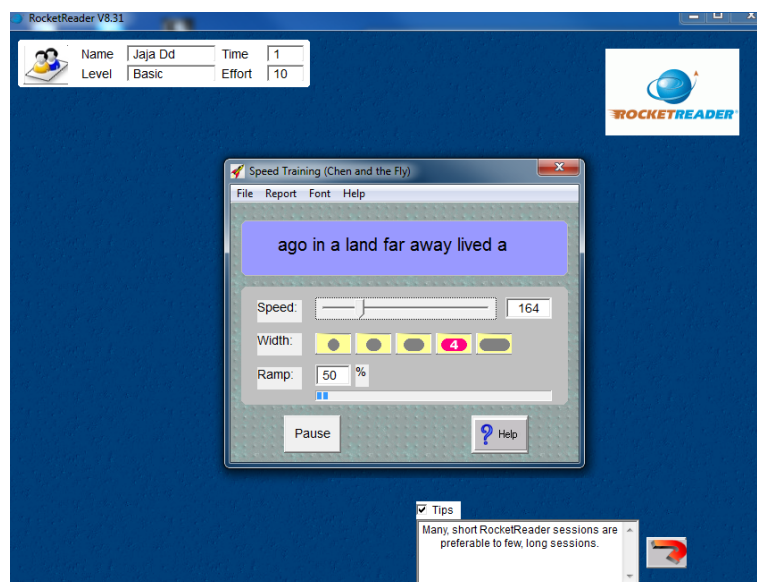 RocketReader V8.31
Name Jaja Dd Time 1
Level Basic Effort 10
ROCKETREADER
Speed Training (Chen and the Fly)
File Report Font Help
ago in a land far away lived a
Speed: 164
Width: 4
Ramp: 50 %
Pause ? Help
Tips
Many, short RocketReader sessions are
preferable to few, long sessions.